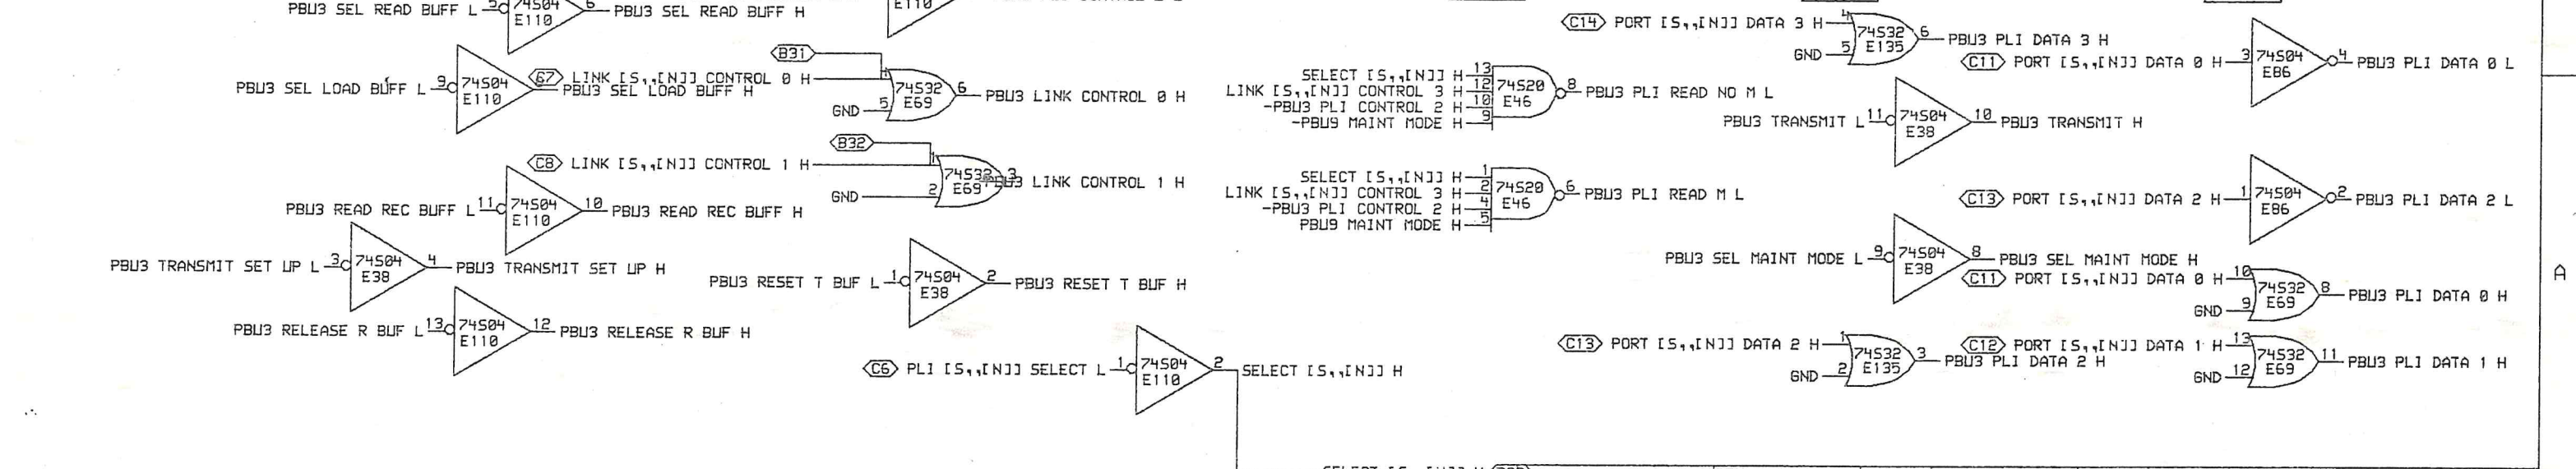 PBU3 SEL READ BUFF L 5 74S04 E110 6 PBU3 SEL READ BUFF H
E110
PBU3 SEL LOAD BUFF L 9 74S04 E110 PBU3 SEL LOAD BUFF H
B31
67 LINK [S,,[N]] CONTROL 0 H
GND 5 74S32 E69 6 PBU3 LINK CONTROL 0 H
B32
C8 LINK [S,,[N]] CONTROL 1 H 1
GND 2 74S32 E69 3 PBU3 LINK CONTROL 1 H
PBU3 READ REC BUFF L 11 74S04 E110 10 PBU3 READ REC BUFF H
PBU3 TRANSMIT SET UP L 3 74S04 E38 4 PBU3 TRANSMIT SET UP H
PBU3 RESET T BUF L 1 74S04 E38 2 PBU3 RESET T BUF H
PBU3 RELEASE R BUF L 13 74S04 E110 12 PBU3 RELEASE R BUF H
C6 PLI [S,,[N]] SELECT L 1 74S04 E110 2 SELECT [S,,[N]] H
SELECT [S,,[N]] H 13
LINK [S,,[N]] CONTROL 3 H 12
-PBU3 PLI CONTROL 2 H 10
-PBU9 MAINT MODE H 9
74S20 E46 8 PBU3 PLI READ NO M L
SELECT [S,,[N]] H 1
LINK [S,,[N]] CONTROL 3 H 2
-PBU3 PLI CONTROL 2 H 4
PBU9 MAINT MODE H 5
74S20 E46 6 PBU3 PLI READ M L
C14 PORT [S,,[N]] DATA 3 H 4
GND 5 74S32 E135 6 PBU3 PLI DATA 3 H
C11 PORT [S,,[N]] DATA 0 H 3 74S04 E86 4 PBU3 PLI DATA 0 L
PBU3 TRANSMIT L 11 74S04 E38 10 PBU3 TRANSMIT H
C13 PORT [S,,[N]] DATA 2 H 1 74S04 E86 2 PBU3 PLI DATA 2 L
PBU3 SEL MAINT MODE L 9 74S04 E38 8 PBU3 SEL MAINT MODE H
C11 PORT [S,,[N]] DATA 0 H 10
GND 9 74S32 E69 8 PBU3 PLI DATA 0 H
C13 PORT [S,,[N]] DATA 2 H 1
GND 2 74S32 E135 3 PBU3 PLI DATA 2 H
C12 PORT [S,,[N]] DATA 1 H 13
GND 12 74S32 E69 11 PBU3 PLI DATA 1 H
A